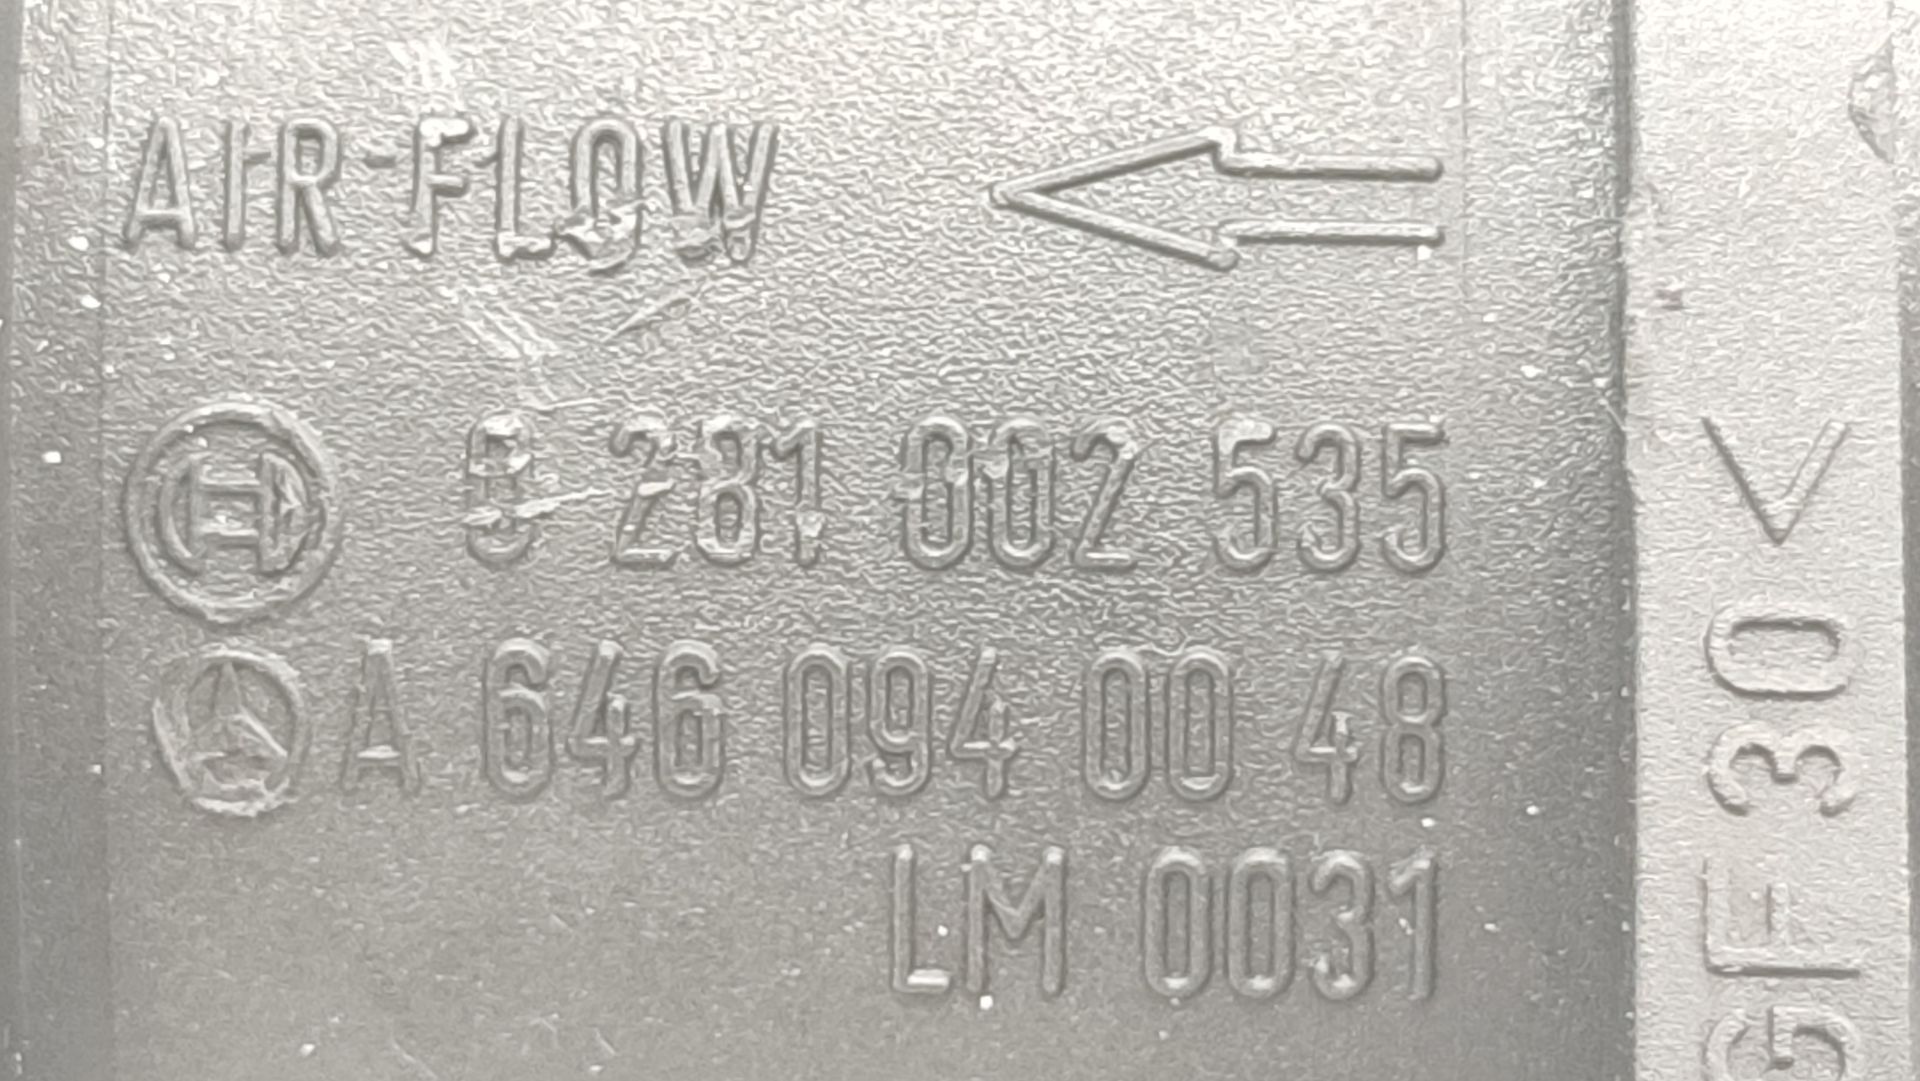 AIR-FLOW
0 281 002 535
A 646 094 00 48
LM 0031
GF 30<